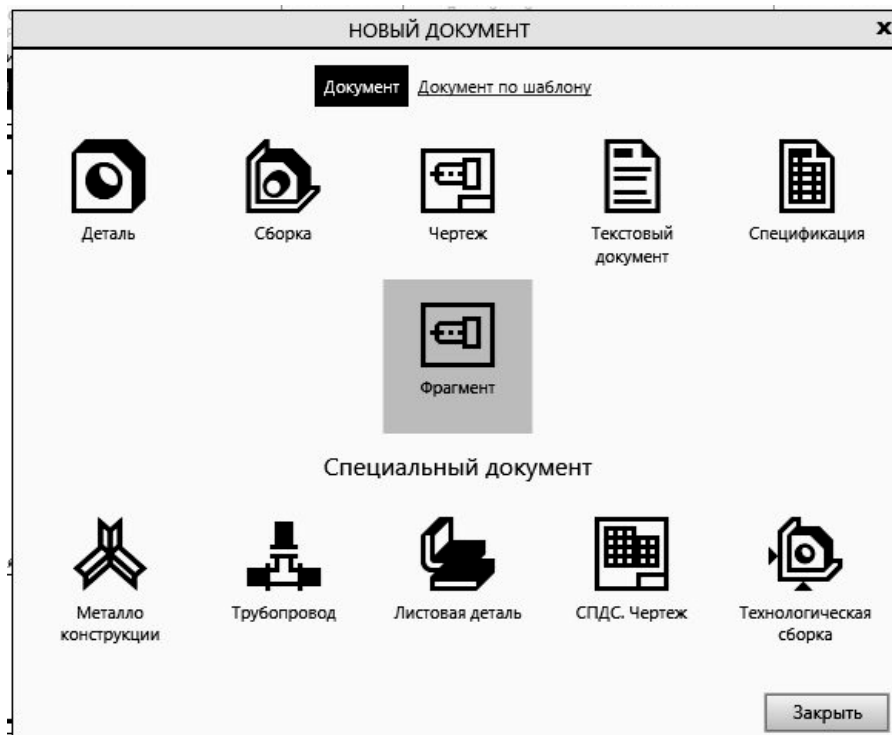 НОВЫЙ ДОКУМЕНТ
x
Документ Документ по шаблону
Деталь
Сборка
Чертеж
Текстовый
документ
Спецификация
Фрагмент
Специальный документ
Металло
конструкции
Трубопровод
Листовая деталь
СПДС. Чертеж
Технологическая
сборка
Закрыть